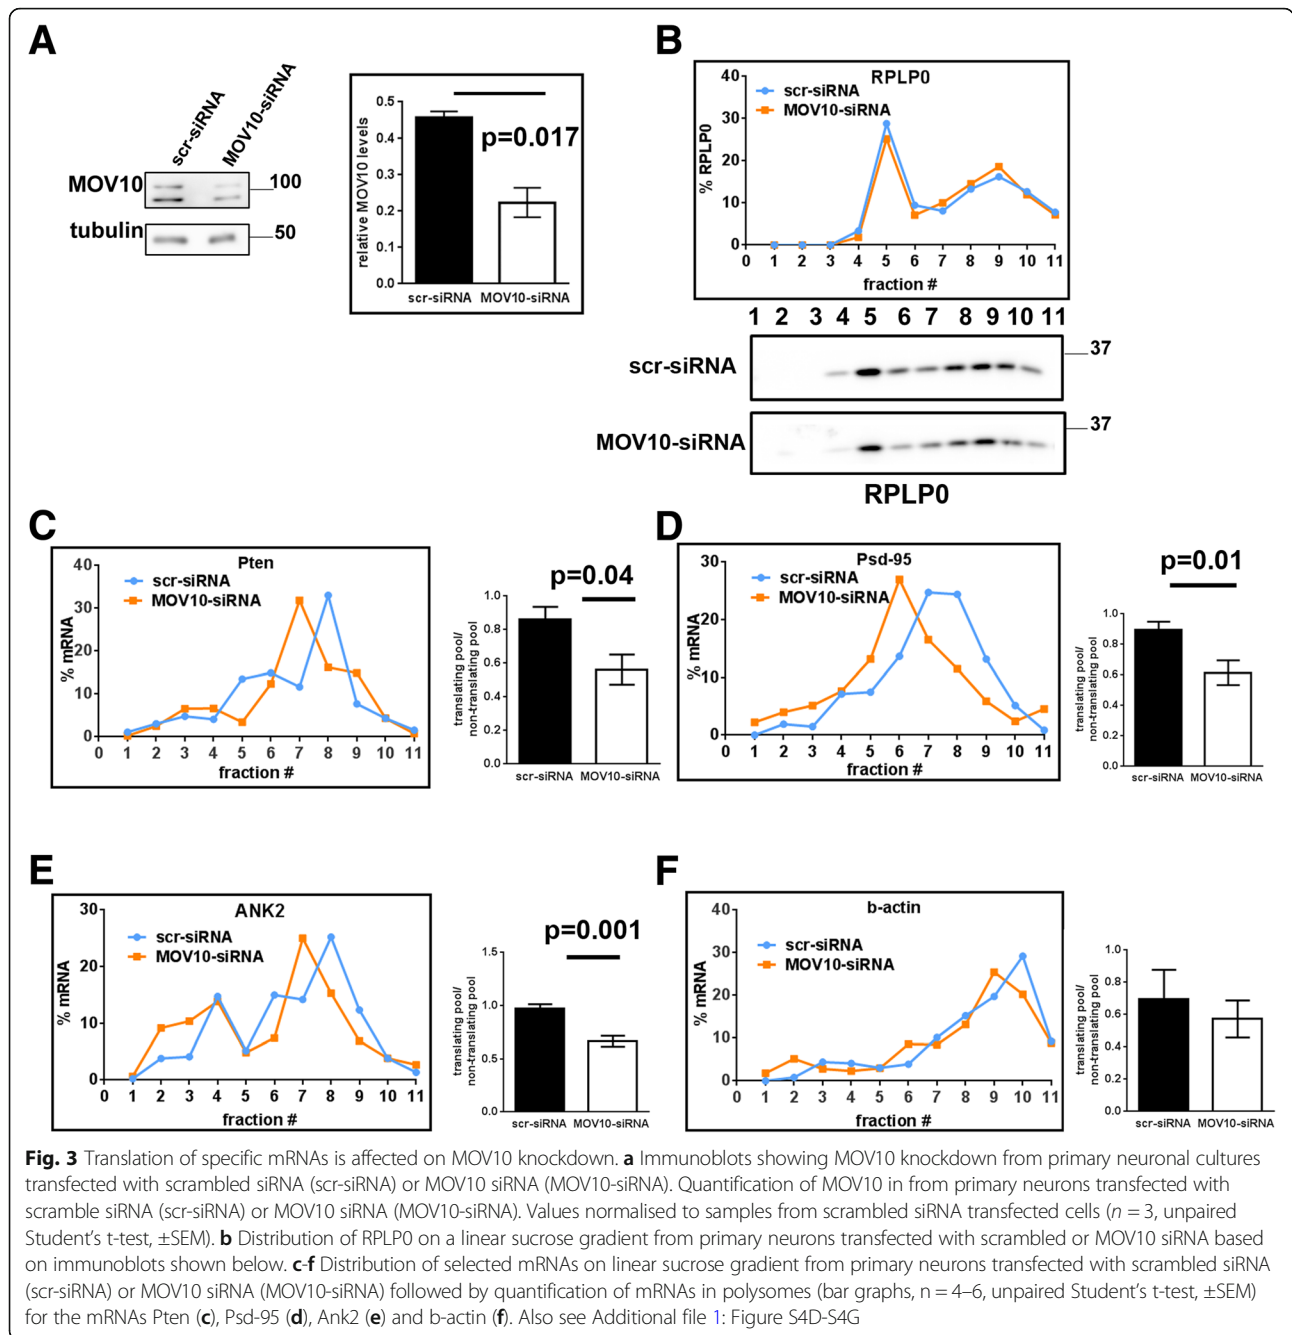 A
scr-siRNA
MOV10-siRNA
MOV10
100
tubulin
50
relative MOV10 levels
0.5
0.4
0.3
0.2
0.1
0.0
p=0.017
scr-siRNA MOV10-siRNA
B
RPLP0
scr-siRNA
MOV10-siRNA
% RPLP0
40
30
20
10
0
0 1 2 3 4 5 6 7 8 9 10 11
fraction #
1 2 3 4 5 6 7 8 9 10 11
scr-siRNA
37
MOV10-siRNA
37
RPLP0
C
Pten
scr-siRNA
MOV10-siRNA
% mRNA
40
30
20
10
0
0 1 2 3 4 5 6 7 8 9 10 11
fraction #
p=0.04
translating pool/
non-translating pool
1.0
0.8
0.6
0.4
0.2
0.0
scr-siRNA MOV10-siRNA
D
Psd-95
scr-siRNA
MOV10-siRNA
% mRNA
30
20
10
0
0 1 2 3 4 5 6 7 8 9 10 11
fraction #
p=0.01
translating pool/
non-translating pool
1.0
0.8
0.6
0.4
0.2
0.0
scr-siRNA MOV10-siRNA
E
ANK2
scr-siRNA
MOV10-siRNA
% mRNA
30
20
10
0
0 1 2 3 4 5 6 7 8 9 10 11
fraction #
p=0.001
translating pool/
non-translating pool
1.5
1.0
0.5
0.0
scr-siRNA MOV10-siRNA
F
b-actin
scr-siRNA
MOV10-siRNA
% mRNA
40
30
20
10
0
0 1 2 3 4 5 6 7 8 9 10 11
fraction #
translating pool/
non-translating pool
1.0
0.8
0.6
0.4
0.2
0.0
scr-siRNA MOV10-siRNA
Fig. 3 Translation of specific mRNAs is affected on MOV10 knockdown. a Immunoblots showing MOV10 knockdown from primary neuronal cultures
transfected with scrambled siRNA (scr-siRNA) or MOV10 siRNA (MOV10-siRNA). Quantification of MOV10 in from primary neurons transfected with
scramble siRNA (scr-siRNA) or MOV10 siRNA (MOV10-siRNA). Values normalised to samples from scrambled siRNA transfected cells (n = 3, unpaired
Student's t-test, ±SEM). b Distribution of RPLP0 on a linear sucrose gradient from primary neurons transfected with scrambled or MOV10 siRNA based
on immunoblots shown below. c-f Distribution of selected mRNAs on linear sucrose gradient from primary neurons transfected with scrambled siRNA
(scr-siRNA) or MOV10 siRNA (MOV10-siRNA) followed by quantification of mRNAs in polysomes (bar graphs, n = 4–6, unpaired Student's t-test, ±SEM)
for the mRNAs Pten (c), Psd-95 (d), Ank2 (e) and b-actin (f). Also see Additional file 1: Figure S4D-S4G